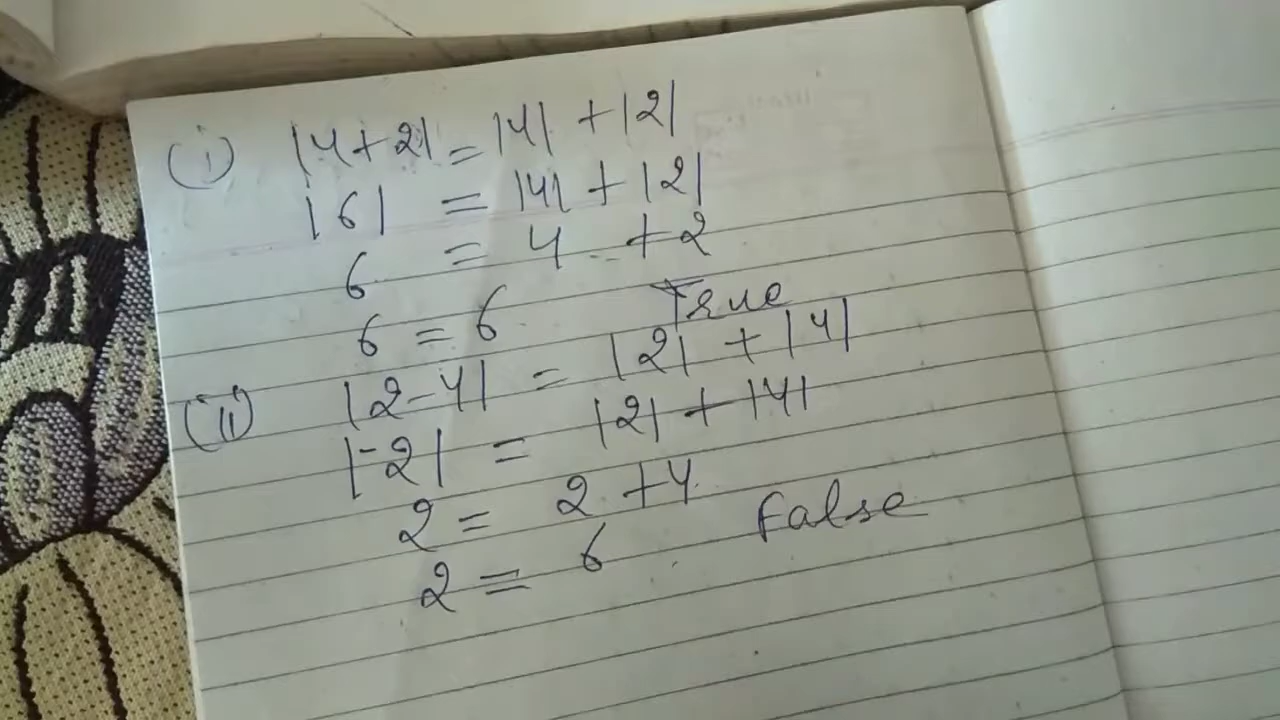 (i) |4+2| = |4| + |2|
|6| = |4| + |2|
6 = 4 + 2
6 = 6 True
(ii) |2-4| = |2| + |4|
|-2| = |2| + |4|
2 = 2 + 4
2 = 6 False